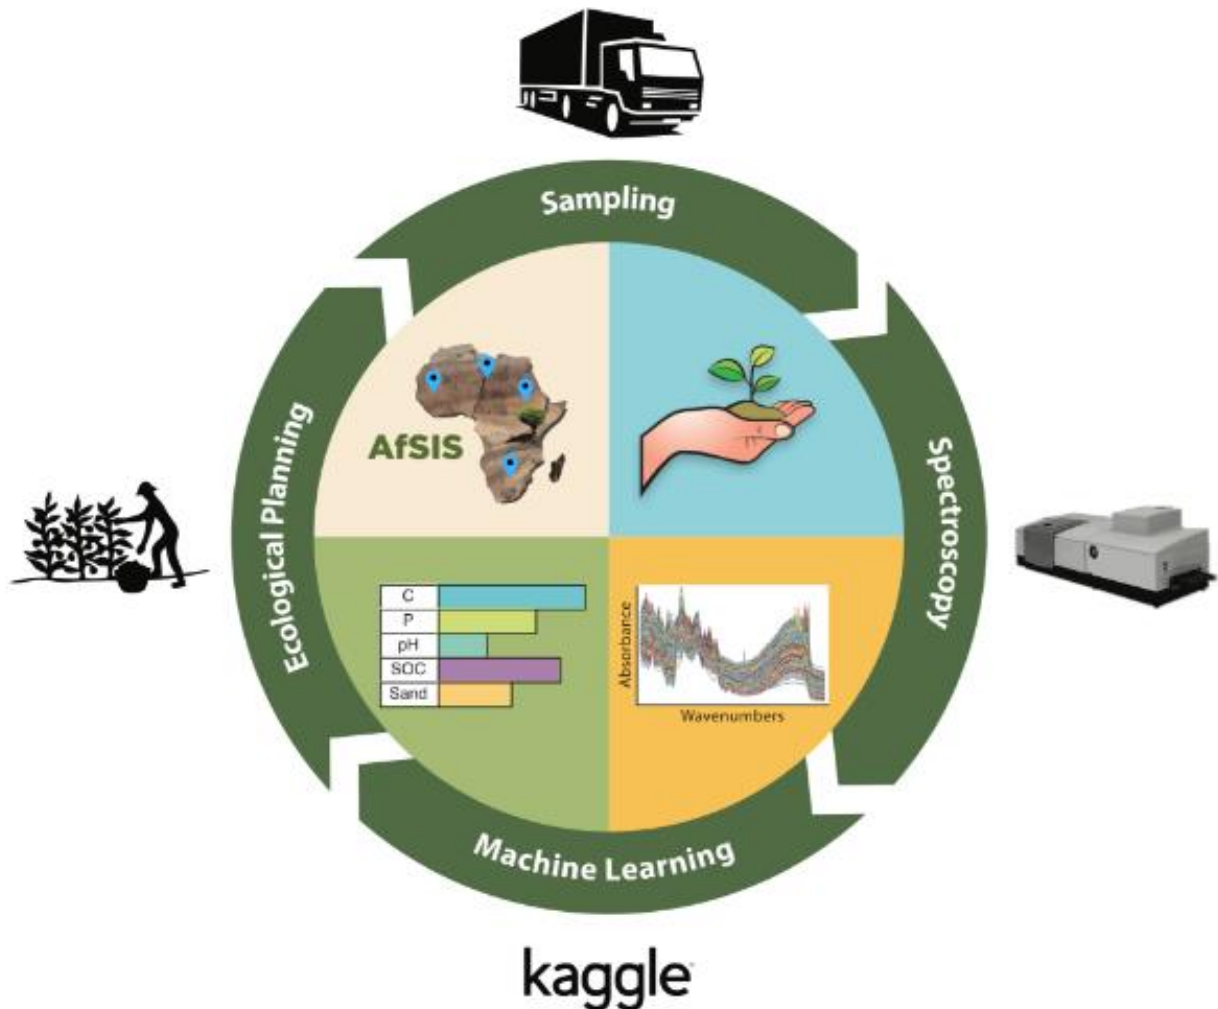 Sampling
Spectroscopy
Machine Learning
Ecological Planning
AfSIS
C
P
pH
SOC
Sand
Absorbance
Wavenumbers
kaggle